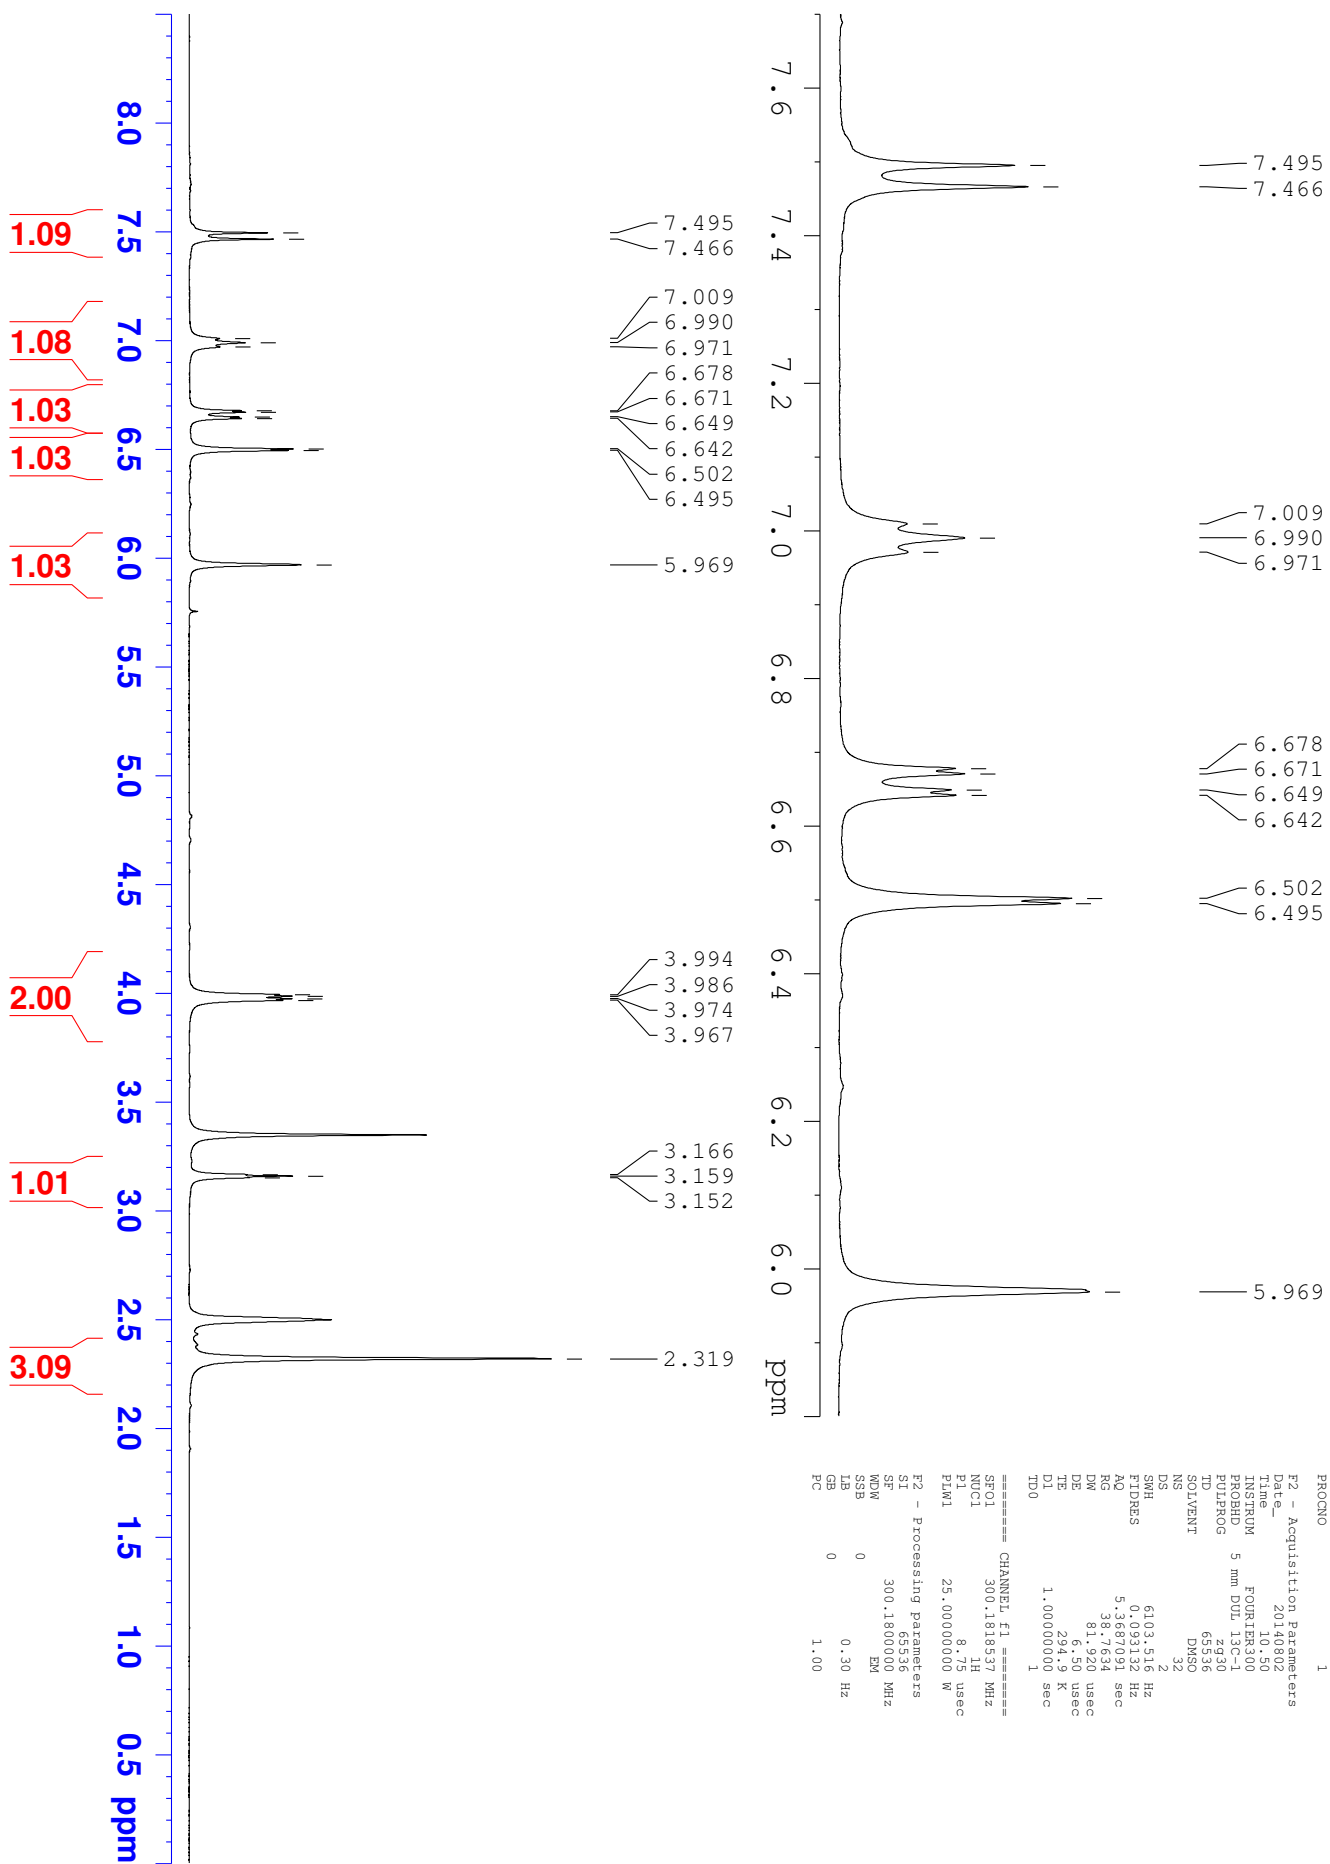 PROCNO 1
F2 - Acquisition Parameters
Date_ 20140802
Time 10.50
INSTRUM FOURIER300
PROBHD 5 mm DUL 13C-1
PULPROG zg30
TD 65536
SOLVENT DMSO
NS 32
DS 2
SWH 6103.516 Hz
FIDRES 0.093132 Hz
AQ 5.3687091 sec
RG 38.7634
DW 81.920 usec
DE 6.50 usec
TE 294.9 K
D1 1.00000000 sec
TD0 1
======== CHANNEL f1 ========
SFO1 300.1818537 MHz
NUC1 1H
P1 8.75 usec
PLW1 25.00000000 W
F2 - Processing parameters
SI 65536
SF 300.1800000 MHz
WDW EM
SSB 0
LB 0.30 Hz
GB 0
PC 1.00
7.495
7.466
7.009
6.990
6.971
6.678
6.671
6.649
6.642
6.502
6.495
5.969
7.6 7.4 7.2 7.0 6.8 6.6 6.4 6.2 6.0 ppm
7.495
7.466
7.009
6.990
6.971
6.678
6.671
6.649
6.642
6.502
6.495
5.969
3.994
3.986
3.974
3.967
3.166
3.159
3.152
2.319
8.0 7.5 7.0 6.5 6.0 5.5 5.0 4.5 4.0 3.5 3.0 2.5 2.0 1.5 1.0 0.5 ppm
1.09
1.08
1.03
1.03
1.03
2.00
1.01
3.09